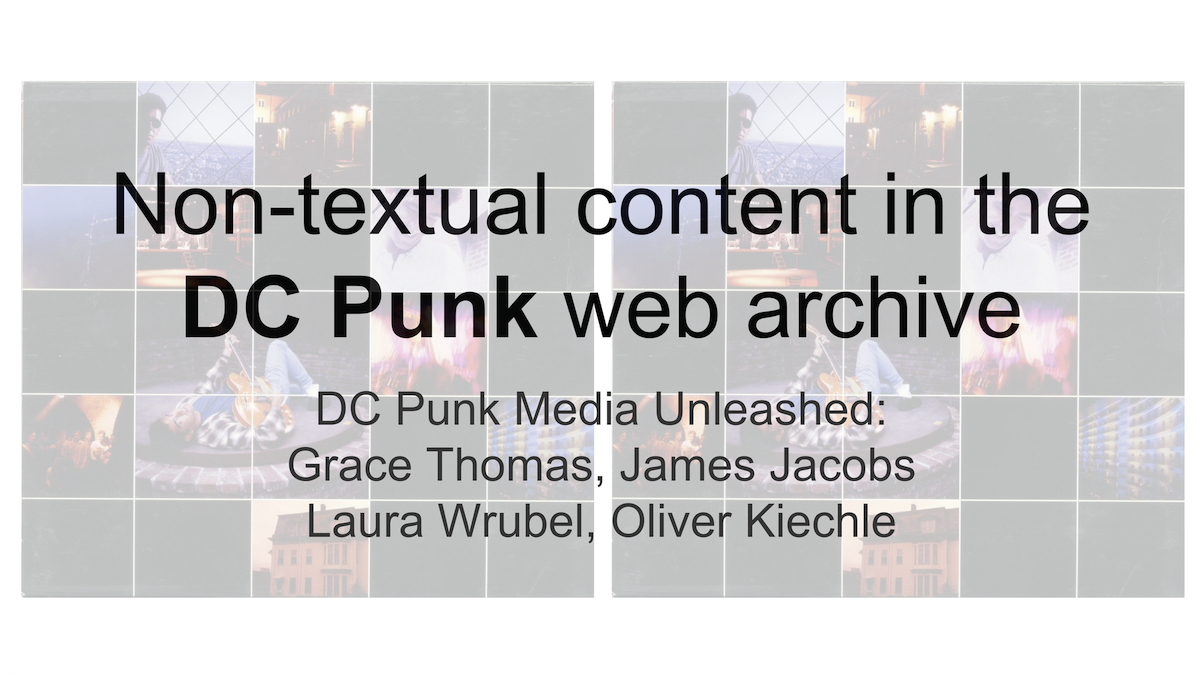 Non-textual content in the
DC Punk web archive
DC Punk Media Unleashed:
Grace Thomas, James Jacobs
Laura Wrubel, Oliver Kiechle